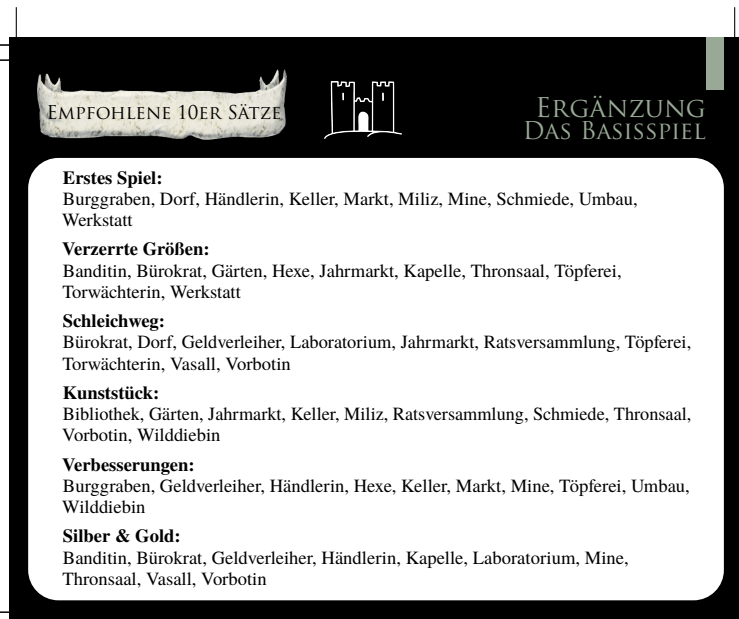 EMPFOHLENE 10ER SÄTZE
ERGÄNZUNG
DAS BASISSPIEL
Erstes Spiel:
Burggraben, Dorf, Händlerin, Keller, Markt, Miliz, Mine, Schmiede, Umbau,
Werkstatt
Verzerrte Größen:
Banditin, Bürokrat, Gärten, Hexe, Jahrmarkt, Kapelle, Thronsaal, Töpferei,
Torwächterin, Werkstatt
Schleichweg:
Bürokrat, Dorf, Geldverleiher, Laboratorium, Jahrmarkt, Ratsversammlung, Töpferei,
Torwächterin, Vasall, Vorbotin
Kunststück:
Bibliothek, Gärten, Jahrmarkt, Keller, Miliz, Ratsversammlung, Schmiede, Thronsaal,
Vorbotin, Wilddiebin
Verbesserungen:
Burggraben, Geldverleiher, Händlerin, Hexe, Keller, Markt, Mine, Töpferei, Umbau,
Wilddiebin
Silber & Gold:
Banditin, Bürokrat, Geldverleiher, Händlerin, Kapelle, Laboratorium, Mine,
Thronsaal, Vasall, Vorbotin